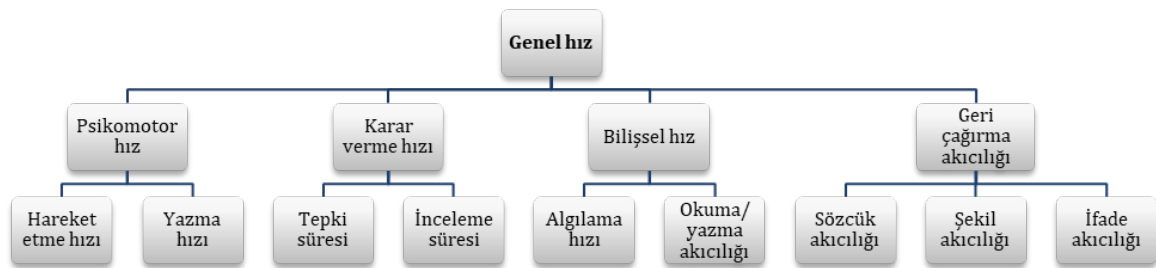 Genel hız
Psikomotor
hız
Karar
verme hızı
Bilişsel hız
Geri
çağırma
akıcılığı
Hareket
etme hızı
Yazma
hızı
Tepki
süresi
İnceleme
süresi
Algılama
hızı
Okuma/
yazma
akıcılığı
Sözcük
akıcılığı
Şekil
akıcılığı
İfade
akıcılığı